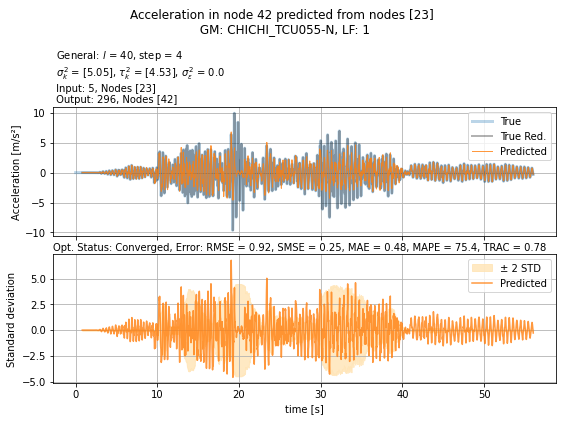 Acceleration in node 42 predicted from nodes [23]
GM: CHICHI_TCU055-N, LF: 1
General: l = 40, step = 4
σ²ₖ = [5.05], τ²ₖ = [4.53], σ²ε = 0.0
Input: 5, Nodes [23]
Output: 296, Nodes [42]
Acceleration [m/s²]
10
5
0
−5
−10
True
True Red.
Predicted
Opt. Status: Converged, Error: RMSE = 0.92, SMSE = 0.25, MAE = 0.48, MAPE = 75.4, TRAC = 0.78
Standard deviation
5.0
2.5
0.0
−2.5
−5.0
± 2 STD
Predicted
0 10 20 30 40 50
time [s]